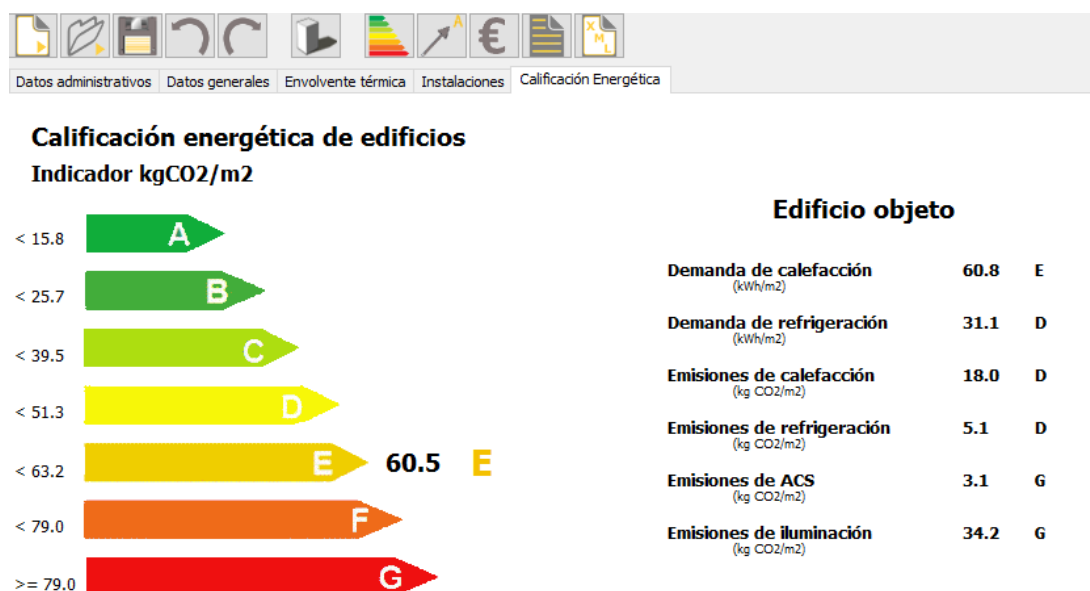 A
€
X
M
L
Datos administrativos Datos generales Envolvente térmica Instalaciones Calificación Energética
Calificación energética de edificios
Indicador kgCO2/m2
< 15.8 A
< 25.7 B
< 39.5 C
< 51.3 D
< 63.2 E 60.5 E
< 79.0 F
>= 79.0 G
Edificio objeto
Demanda de calefacción 60.8 E
(kWh/m2)
Demanda de refrigeración 31.1 D
(kWh/m2)
Emisiones de calefacción 18.0 D
(kg CO2/m2)
Emisiones de refrigeración 5.1 D
(kg CO2/m2)
Emisiones de ACS 3.1 G
(kg CO2/m2)
Emisiones de iluminación 34.2 G
(kg CO2/m2)